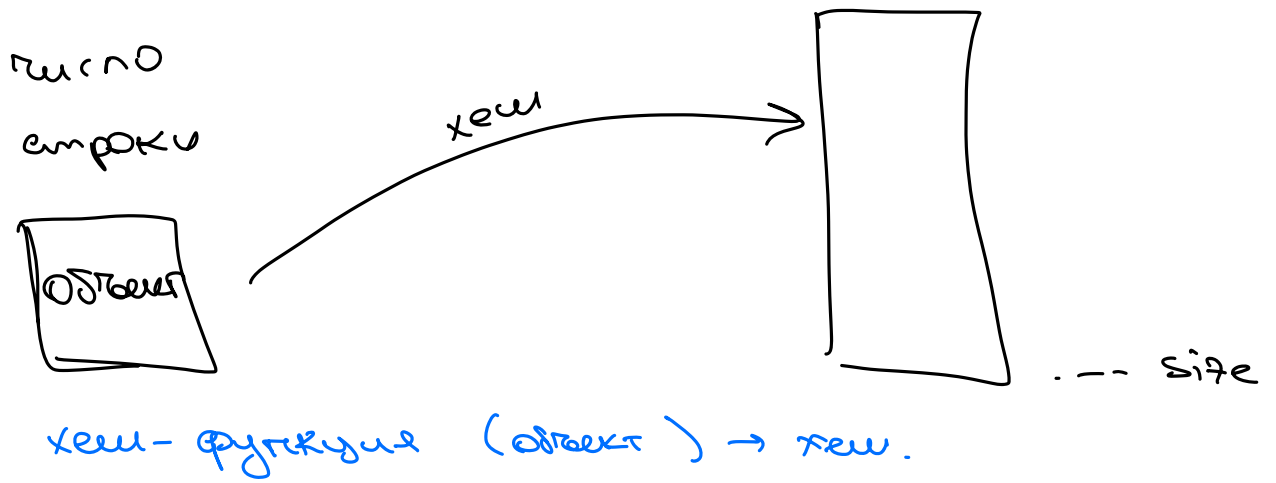 число
строки
хеш
объект
.-- size
хеш-функция (объект) → хеш.